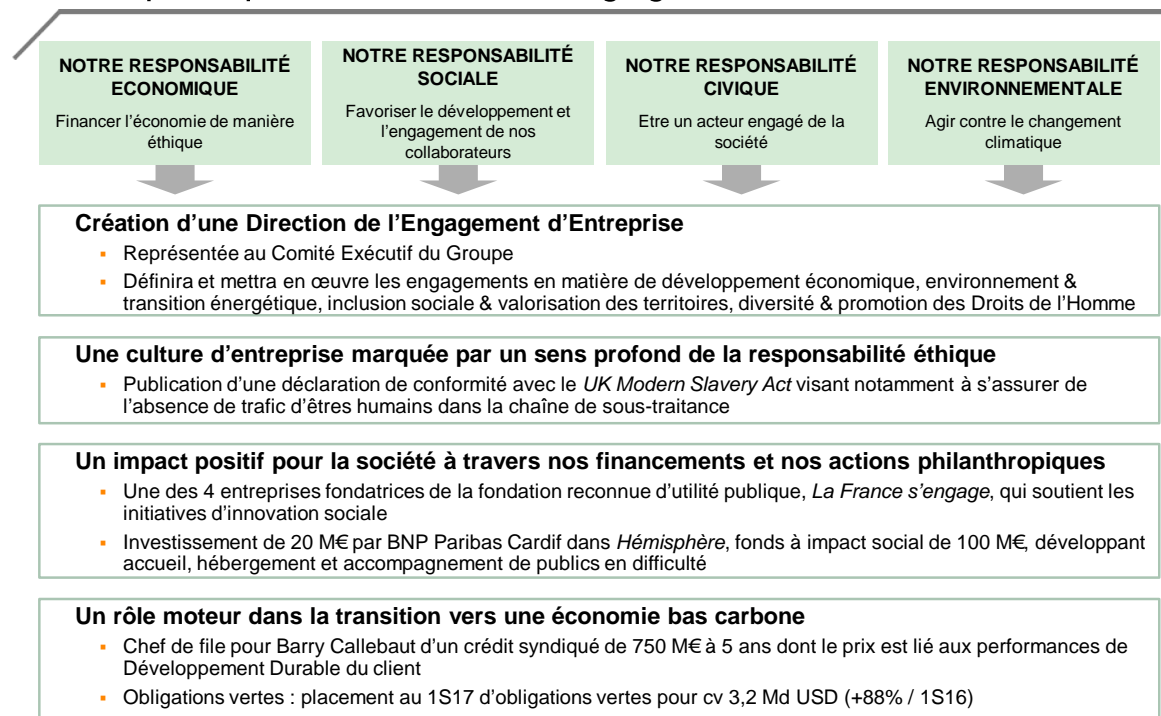 NOTRE RESPONSABILITÉ
ECONOMIQUE
Financer l'économie de manière
éthique
NOTRE RESPONSABILITÉ
SOCIALE
Favoriser le développement et
l'engagement de nos
collaborateurs
NOTRE RESPONSABILITÉ
CIVIQUE
Etre un acteur engagé de la
société
NOTRE RESPONSABILITÉ
ENVIRONNEMENTALE
Agir contre le changement
climatique
Création d'une Direction de l'Engagement d'Entreprise
▪ Représentée au Comité Exécutif du Groupe
▪ Définira et mettra en œuvre les engagements en matière de développement économique, environnement &
transition énergétique, inclusion sociale & valorisation des territoires, diversité & promotion des Droits de l'Homme
Une culture d'entreprise marquée par un sens profond de la responsabilité éthique
▪ Publication d'une déclaration de conformité avec le UK Modern Slavery Act visant notamment à s'assurer de
l'absence de trafic d'êtres humains dans la chaîne de sous-traitance
Un impact positif pour la société à travers nos financements et nos actions philanthropiques
▪ Une des 4 entreprises fondatrices de la fondation reconnue d'utilité publique, La France s'engage, qui soutient les
initiatives d'innovation sociale
▪ Investissement de 20 M€ par BNP Paribas Cardif dans Hémisphère, fonds à impact social de 100 M€, développant
accueil, hébergement et accompagnement de publics en difficulté
Un rôle moteur dans la transition vers une économie bas carbone
▪ Chef de file pour Barry Callebaut d'un crédit syndiqué de 750 M€ à 5 ans dont le prix est lié aux performances de
Développement Durable du client
▪ Obligations vertes : placement au 1S17 d'obligations vertes pour cv 3,2 Md USD (+88% / 1S16)